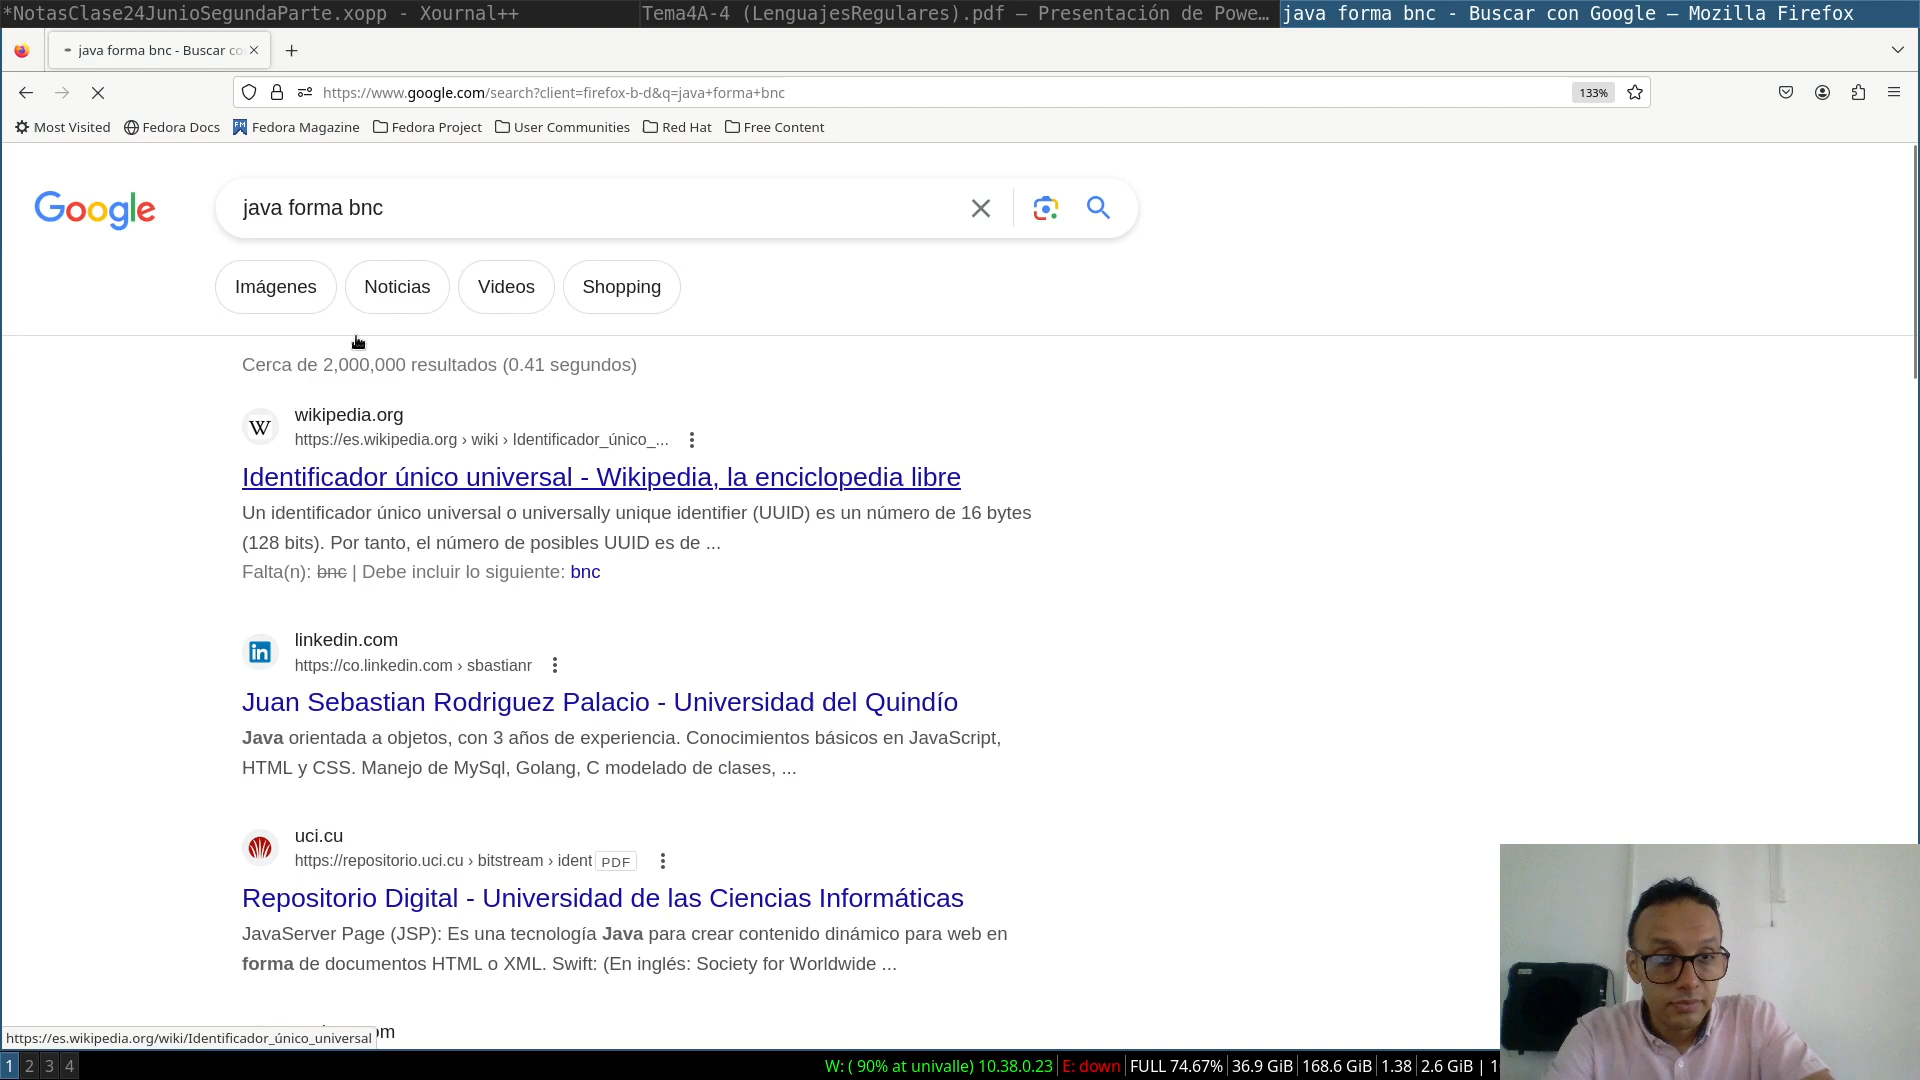 *NotasClase24JunioSegundaParte.xopp - Xournal++
Tema4A-4 (LenguajesRegulares).pdf — Presentación de Powe…
java forma bnc - Buscar con Google — Mozilla Firefox
java forma bnc - Buscar co
https://www.google.com/search?client=firefox-b-d&q=java+forma+bnc
133%
Most Visited
Fedora Docs
Fedora Magazine
Fedora Project
User Communities
Red Hat
Free Content
Google
java forma bnc
Imágenes
Noticias
Videos
Shopping
Cerca de 2,000,000 resultados (0.41 segundos)
W
wikipedia.org
https://es.wikipedia.org › wiki › Identificador_único_...
Identificador único universal - Wikipedia, la enciclopedia libre
Un identificador único universal o universally unique identifier (UUID) es un número de 16 bytes
(128 bits). Por tanto, el número de posibles UUID es de ...
Falta(n): bnc | Debe incluir lo siguiente: bnc
in
linkedin.com
https://co.linkedin.com › sbastianr
Juan Sebastian Rodriguez Palacio - Universidad del Quindío
Java orientada a objetos, con 3 años de experiencia. Conocimientos básicos en JavaScript,
HTML y CSS. Manejo de MySql, Golang, C modelado de clases, ...
uci.cu
https://repositorio.uci.cu › bitstream › ident
PDF
Repositorio Digital - Universidad de las Ciencias Informáticas
JavaServer Page (JSP): Es una tecnología Java para crear contenido dinámico para web en
forma de documentos HTML o XML. Swift: (En inglés: Society for Worldwide ...
om
https://es.wikipedia.org/wiki/Identificador_único_universal
1 2 3 4
W: ( 90% at univalle) 10.38.0.23 | E: down | FULL 74.67% | 36.9 GiB | 168.6 GiB | 1.38 | 2.6 GiB | 1